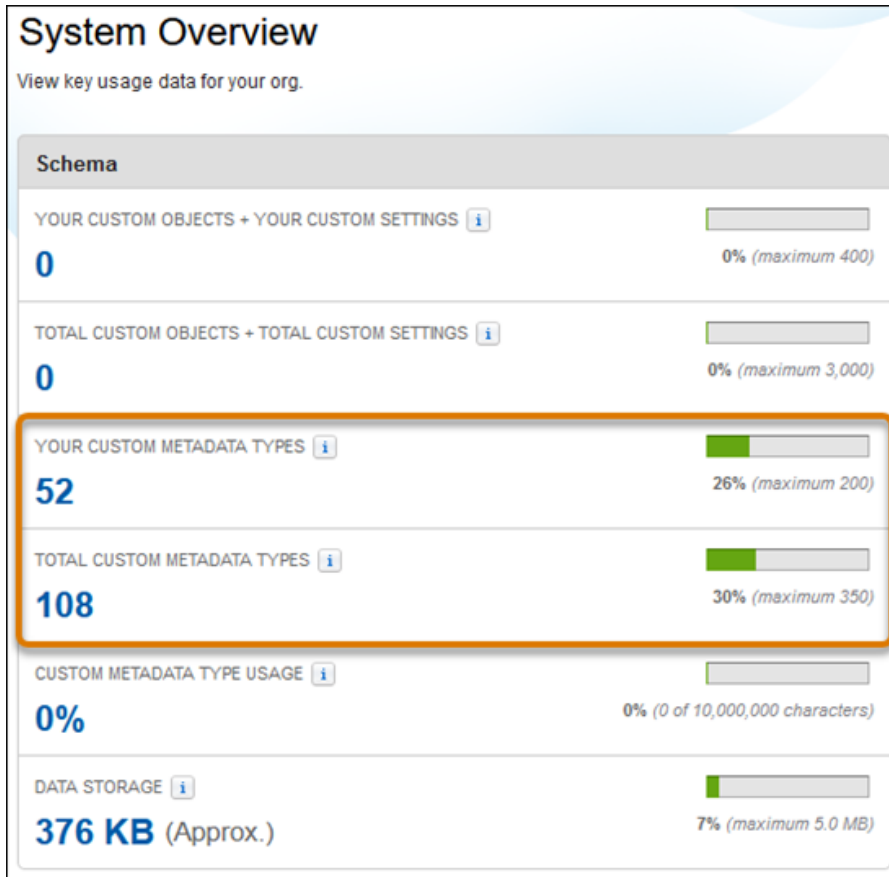 System Overview
View key usage data for your org.
Schema
YOUR CUSTOM OBJECTS + YOUR CUSTOM SETTINGS i
0
0% (maximum 400)
TOTAL CUSTOM OBJECTS + TOTAL CUSTOM SETTINGS i
0
0% (maximum 3,000)
YOUR CUSTOM METADATA TYPES i
52
26% (maximum 200)
TOTAL CUSTOM METADATA TYPES i
108
30% (maximum 350)
CUSTOM METADATA TYPE USAGE i
0%
0% (0 of 10,000,000 characters)
DATA STORAGE i
376 KB (Approx.)
7% (maximum 5.0 MB)